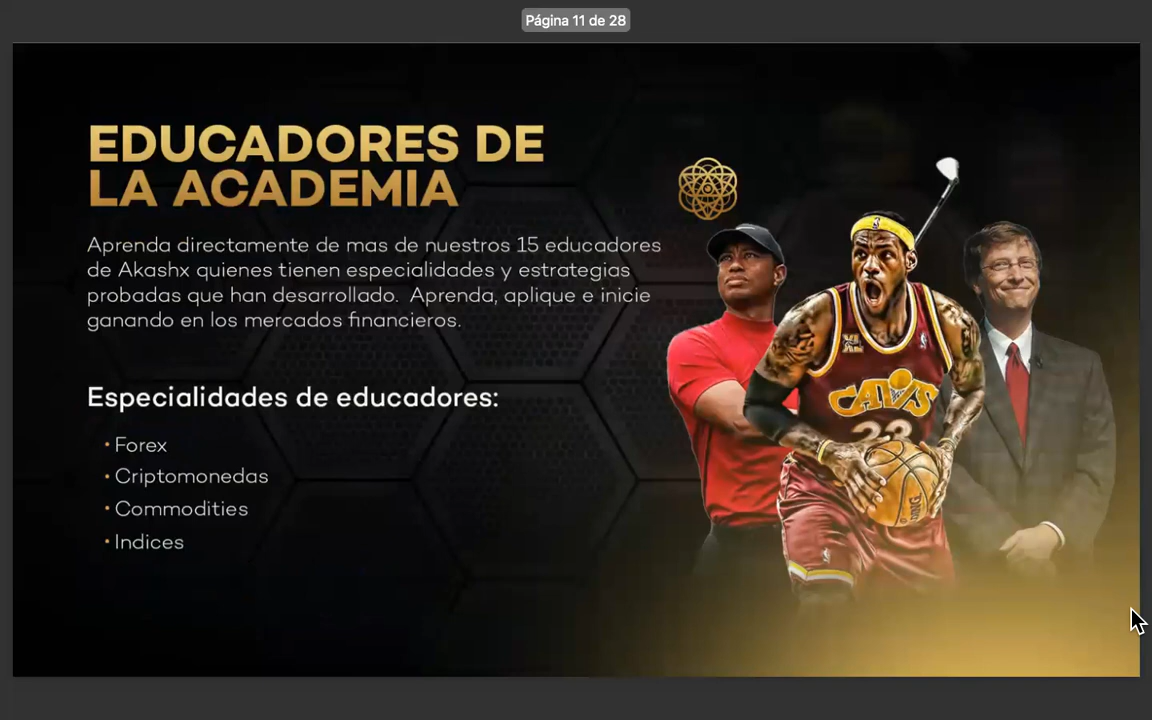 Página 11 de 28
EDUCADORES DE
LA ACADEMIA
Aprenda directamente de mas de nuestros 15 educadores
de Akashx quienes tienen especialidades y estrategias
probadas que han desarrollado. Aprenda, aplique e inicie
ganando en los mercados financieros.
Especialidades de educadores:
• Forex
• Criptomonedas
• Commodities
• Indices
CAVS
23